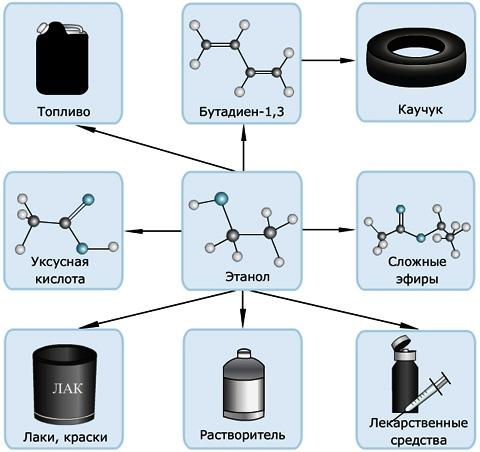 Топливо
Бутадиен-1,3
Каучук
Уксусная
кислота
Этанол
Сложные
эфиры
ЛАК
Лаки, краски
Растворитель
Лекарственные
средства